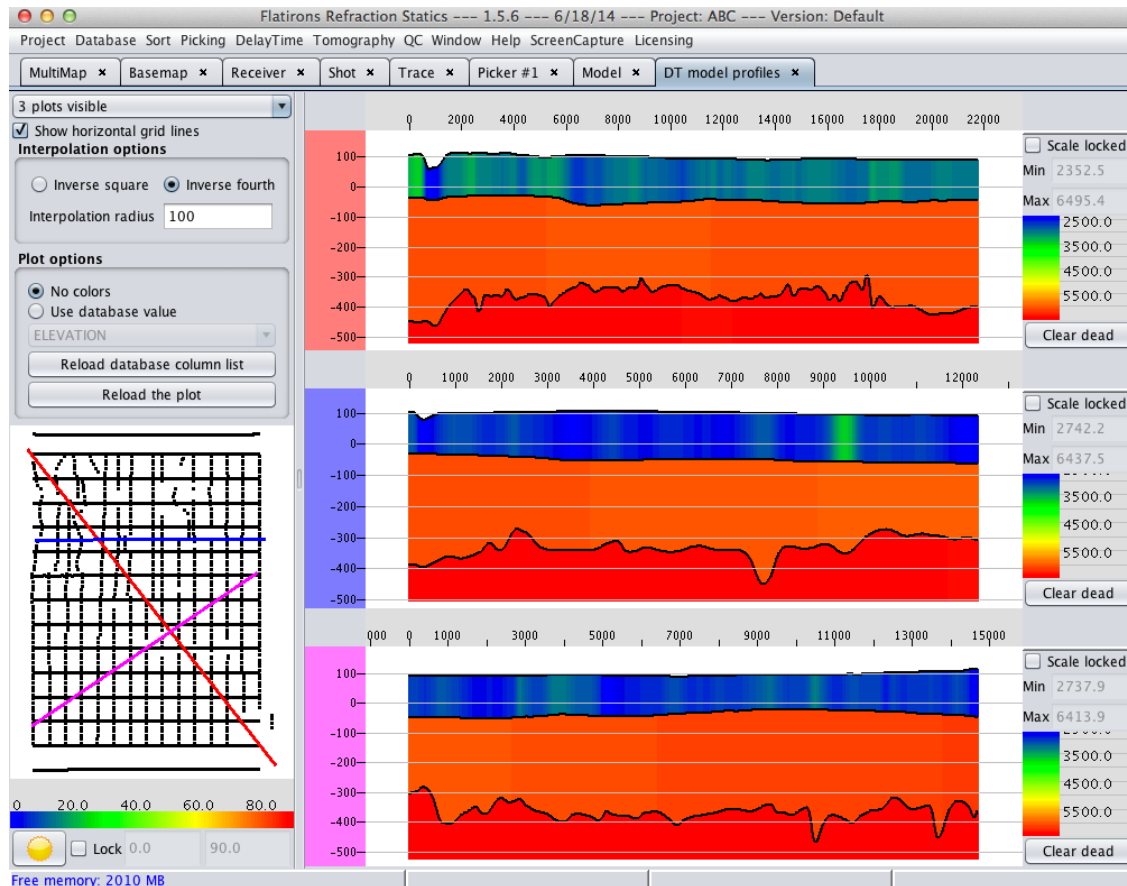 Flatirons Refraction Statics --- 1.5.6 --- 6/18/14 --- Project: ABC --- Version: Default
Project Database Sort Picking DelayTime Tomography QC Window Help ScreenCapture Licensing
MultiMap × Basemap × Receiver × Shot × Trace × Picker #1 × Model × DT model profiles ×
3 plots visible
Show horizontal grid lines
Interpolation options
Inverse square Inverse fourth
Interpolation radius 100
Plot options
No colors
Use database value
ELEVATION
Reload database column list
Reload the plot
0 20.0 40.0 60.0 80.0
Lock 0.0 90.0
Free memory: 2010 MB
0 2000 4000 6000 8000 10000 12000 14000 16000 18000 20000 22000
100
0
-100
-200
-300
-400
-500
Scale locked
Min 2352.5
Max 6495.4
2500.0
3500.0
4500.0
5500.0
Clear dead
0 1000 2000 3000 4000 5000 6000 7000 8000 9000 10000 12000
100
0
-100
-200
-300
-400
-500
Scale locked
Min 2742.2
Max 6437.5
3500.0
4500.0
5500.0
Clear dead
000 0 1000 3000 5000 7000 9000 11000 13000 15000
100
0
-100
-200
-300
-400
-500
Scale locked
Min 2737.9
Max 6413.9
3500.0
4500.0
5500.0
Clear dead